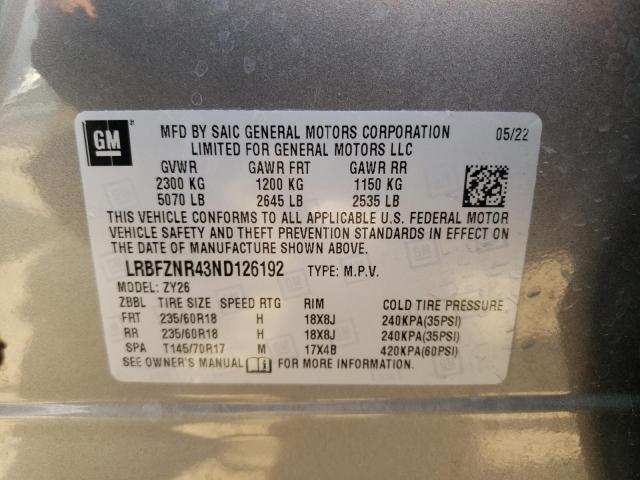 GM
MFD BY SAIC GENERAL MOTORS CORPORATION 05/22
LIMITED FOR GENERAL MOTORS LLC
GVWR GAWR FRT GAWR RR
2300 KG 1200 KG 1150 KG
5070 LB 2645 LB 2535 LB
THIS VEHICLE CONFORMS TO ALL APPLICABLE U.S. FEDERAL MOTOR
VEHICLE SAFETY AND THEFT PREVENTION STANDARDS IN EFFECT ON
THE DATE OF MANUFACTURE SHOWN ABOVE.
LRBFZNR43ND126192 TYPE: M.P.V.
MODEL: ZY26
ZBBL TIRE SIZE SPEED RTG RIM COLD TIRE PRESSURE
FRT 235/60R18 H 18X8J 240KPA(35PSI)
RR 235/60R18 H 18X8J 240KPA(35PSI)
SPA T145/70R17 M 17X4B 420KPA(60PSI)
SEE OWNER'S MANUAL FOR MORE INFORMATION.